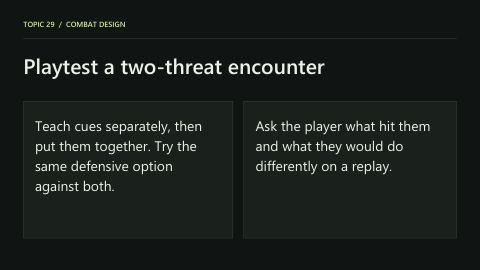 TOPIC 29 / COMBAT DESIGN
Playtest a two-threat encounter
Teach cues separately, then
put them together. Try the
same defensive option
against both.
Ask the player what hit them
and what they would do
differently on a replay.